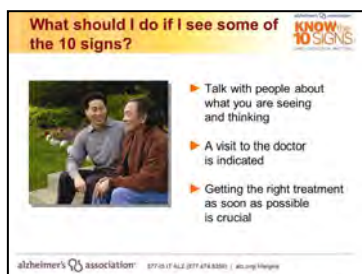 What should I do if I see some of
the 10 signs?
alzheimer's association
KNOW the
10 SIGNS
Talk with people about
what you are seeing
and thinking
A visit to the doctor
is indicated
Getting the right treatment
as soon as possible
is crucial
alzheimer's association